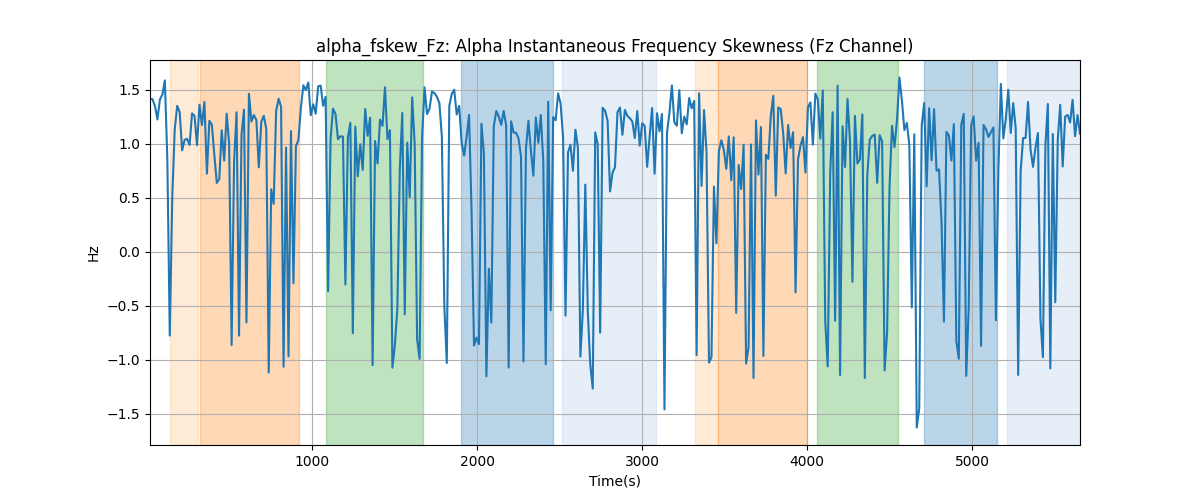 alpha_fskew_Fz: Alpha Instantaneous Frequency Skewness (Fz Channel)
Hz
1.5
1.0
0.5
0.0
−0.5
−1.0
−1.5
1000 2000 3000 4000 5000
Time(s)